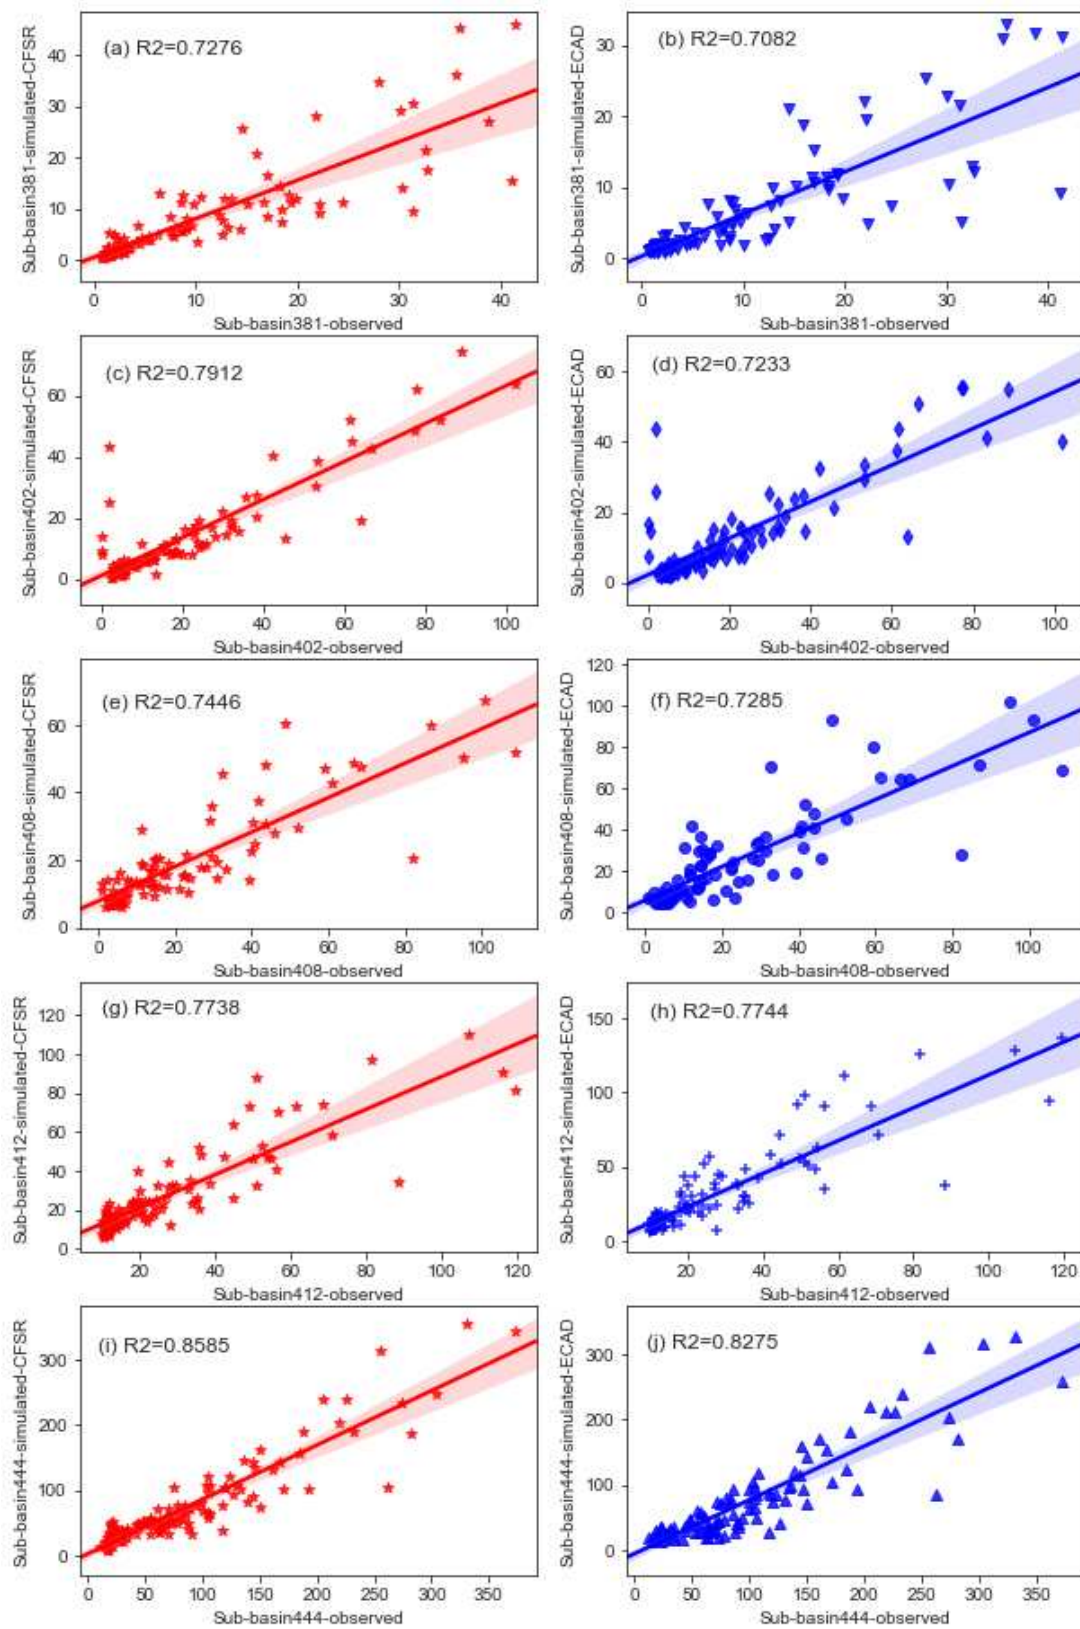 (a) R2=0.7276
Sub-basin381-simulated-CFSR
40
30
20
10
0
0 10 20 30 40
Sub-basin381-observed
(b) R2=0.7082
Sub-basin381-simulated-ECAD
30
20
10
0
0 10 20 30 40
Sub-basin381-observed
(c) R2=0.7912
Sub-basin402-simulated-CFSR
60
40
20
0
0 20 40 60 80 100
Sub-basin402-observed
(d) R2=0.7233
Sub-basin402-simulated-ECAD
60
40
20
0
0 20 40 60 80 100
Sub-basin402-observed
(e) R2=0.7446
Sub-basin408-simulated-CFSR
60
40
20
0
0 20 40 60 80 100
Sub-basin408-observed
(f) R2=0.7285
Sub-basin408-simulated-ECAD
120
100
80
60
40
20
0
0 20 40 60 80 100
Sub-basin408-observed
(g) R2=0.7738
Sub-basin412-simulated-CFSR
120
100
80
60
40
20
0
20 40 60 80 100 120
Sub-basin412-observed
(h) R2=0.7744
Sub-basin412-simulated-ECAD
150
100
50
0
20 40 60 80 100 120
Sub-basin412-observed
(i) R2=0.8585
Sub-basin444-simulated-CFSR
300
200
100
0
0 50 100 150 200 250 300 350
Sub-basin444-observed
(j) R2=0.8275
Sub-basin444-simulated-ECAD
300
200
100
0
0 50 100 150 200 250 300 350
Sub-basin444-observed